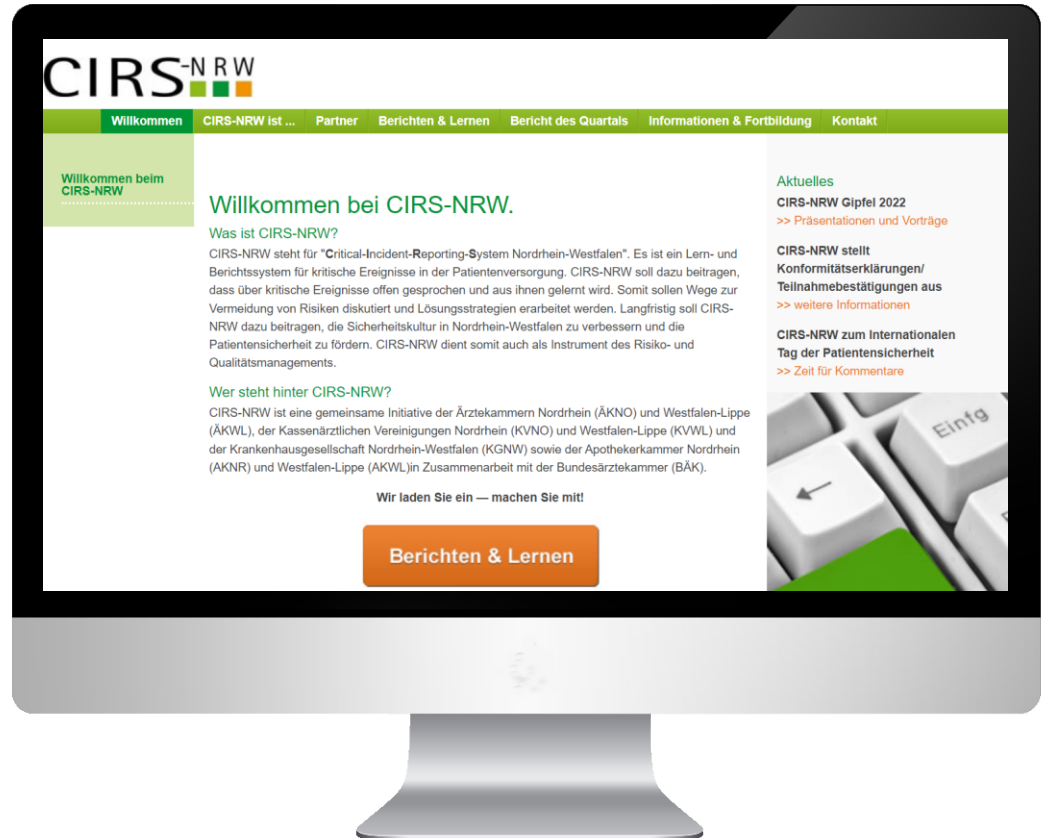 CIRS-NRW
Willkommen
CIRS-NRW ist ...
Partner
Berichten & Lernen
Bericht des Quartals
Informationen & Fortbildung
Kontakt
Willkommen beim
CIRS-NRW
Willkommen bei CIRS-NRW.
Was ist CIRS-NRW?
CIRS-NRW steht für "Critical-Incident-Reporting-System Nordrhein-Westfalen". Es ist ein Lern- und
Berichtssystem für kritische Ereignisse in der Patientenversorgung. CIRS-NRW soll dazu beitragen,
dass über kritische Ereignisse offen gesprochen und aus ihnen gelernt wird. Somit sollen Wege zur
Vermeidung von Risiken diskutiert und Lösungsstrategien erarbeitet werden. Langfristig soll CIRS-
NRW dazu beitragen, die Sicherheitskultur in Nordrhein-Westfalen zu verbessern und die
Patientensicherheit zu fördern. CIRS-NRW dient somit auch als Instrument des Risiko- und
Qualitätsmanagements.
Wer steht hinter CIRS-NRW?
CIRS-NRW ist eine gemeinsame Initiative der Ärztekammern Nordrhein (ÄKNO) und Westfalen-Lippe
(ÄKWL), der Kassenärztlichen Vereinigungen Nordrhein (KVNO) und Westfalen-Lippe (KVWL) und
der Krankenhausgesellschaft Nordrhein-Westfalen (KGNW) sowie der Apothekerkammer Nordrhein
(AKNR) und Westfalen-Lippe (AKWL)in Zusammenarbeit mit der Bundesärztekammer (BÄK).
Wir laden Sie ein — machen Sie mit!
Berichten & Lernen
Aktuelles
CIRS-NRW Gipfel 2022
>> Präsentationen und Vorträge
CIRS-NRW stellt
Konformitätserklärungen/
Teilnahmebestätigungen aus
>> weitere Informationen
CIRS-NRW zum Internationalen
Tag der Patientensicherheit
>> Zeit für Kommentare
Einfg